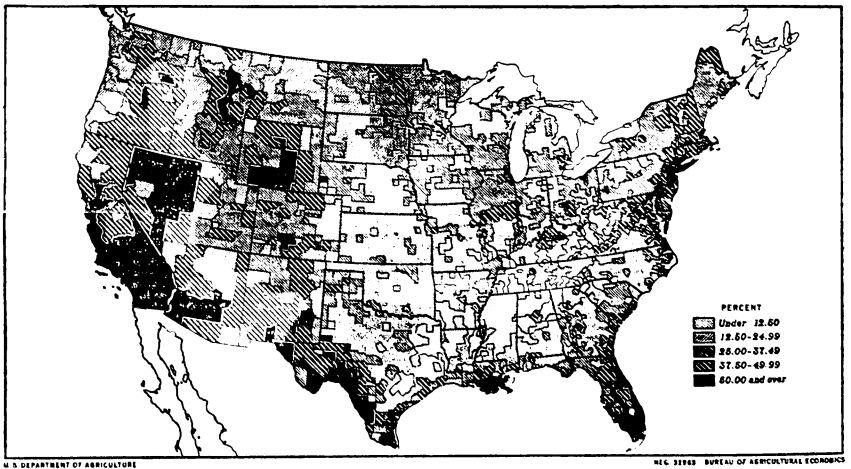 PERCENT
Under 12.50
12.50-24.99
25.00-37.49
37.50-49.99
50.00 and over
U. S. DEPARTMENT OF AGRICULTURE
NEG. 32963 BUREAU OF AGRICULTURAL ECONOMICS